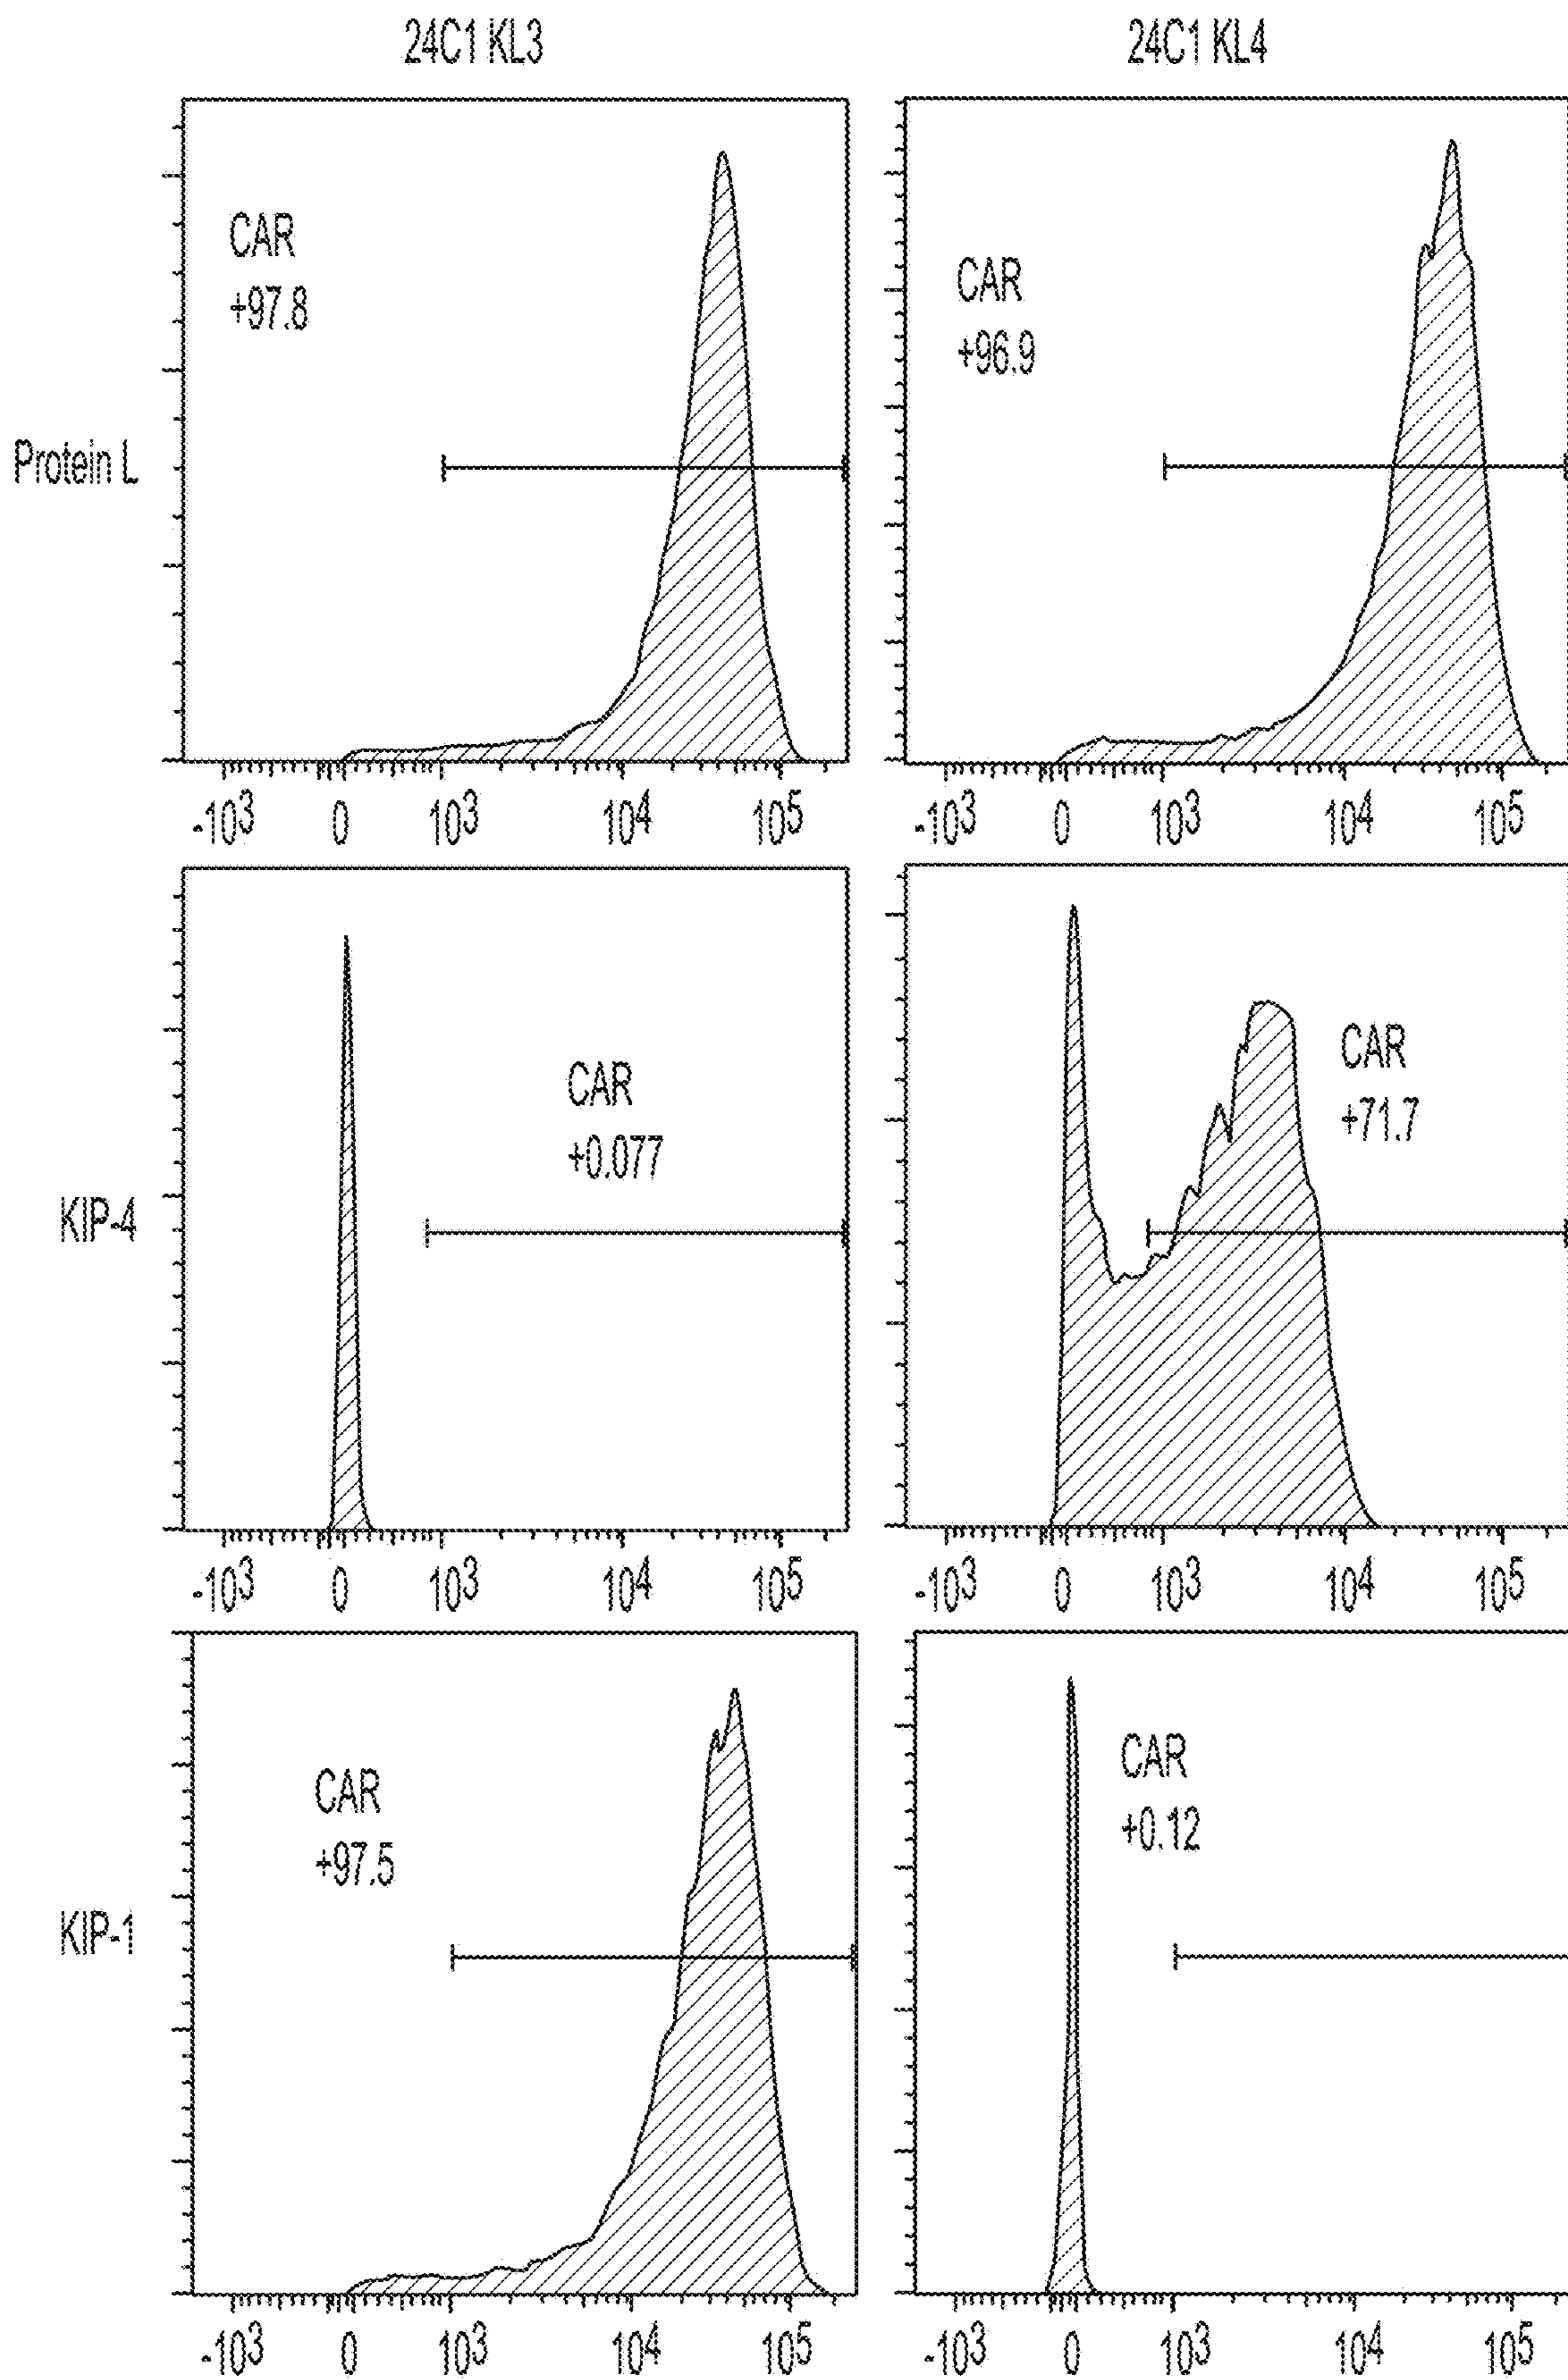 24C1 KL3
24C1 KL4
Protein L
CAR
+97.8
-10³ 0 10³ 10⁴ 10⁵
CAR
+96.9
-10³ 0 10³ 10⁴ 10⁵
KIP-4
CAR
+0.077
-10³ 0 10³ 10⁴ 10⁵
CAR
+71.7
-10³ 0 10³ 10⁴ 10⁵
KIP-1
CAR
+97.5
-10³ 0 10³ 10⁴ 10⁵
CAR
+0.12
-10³ 0 10³ 10⁴ 10⁵